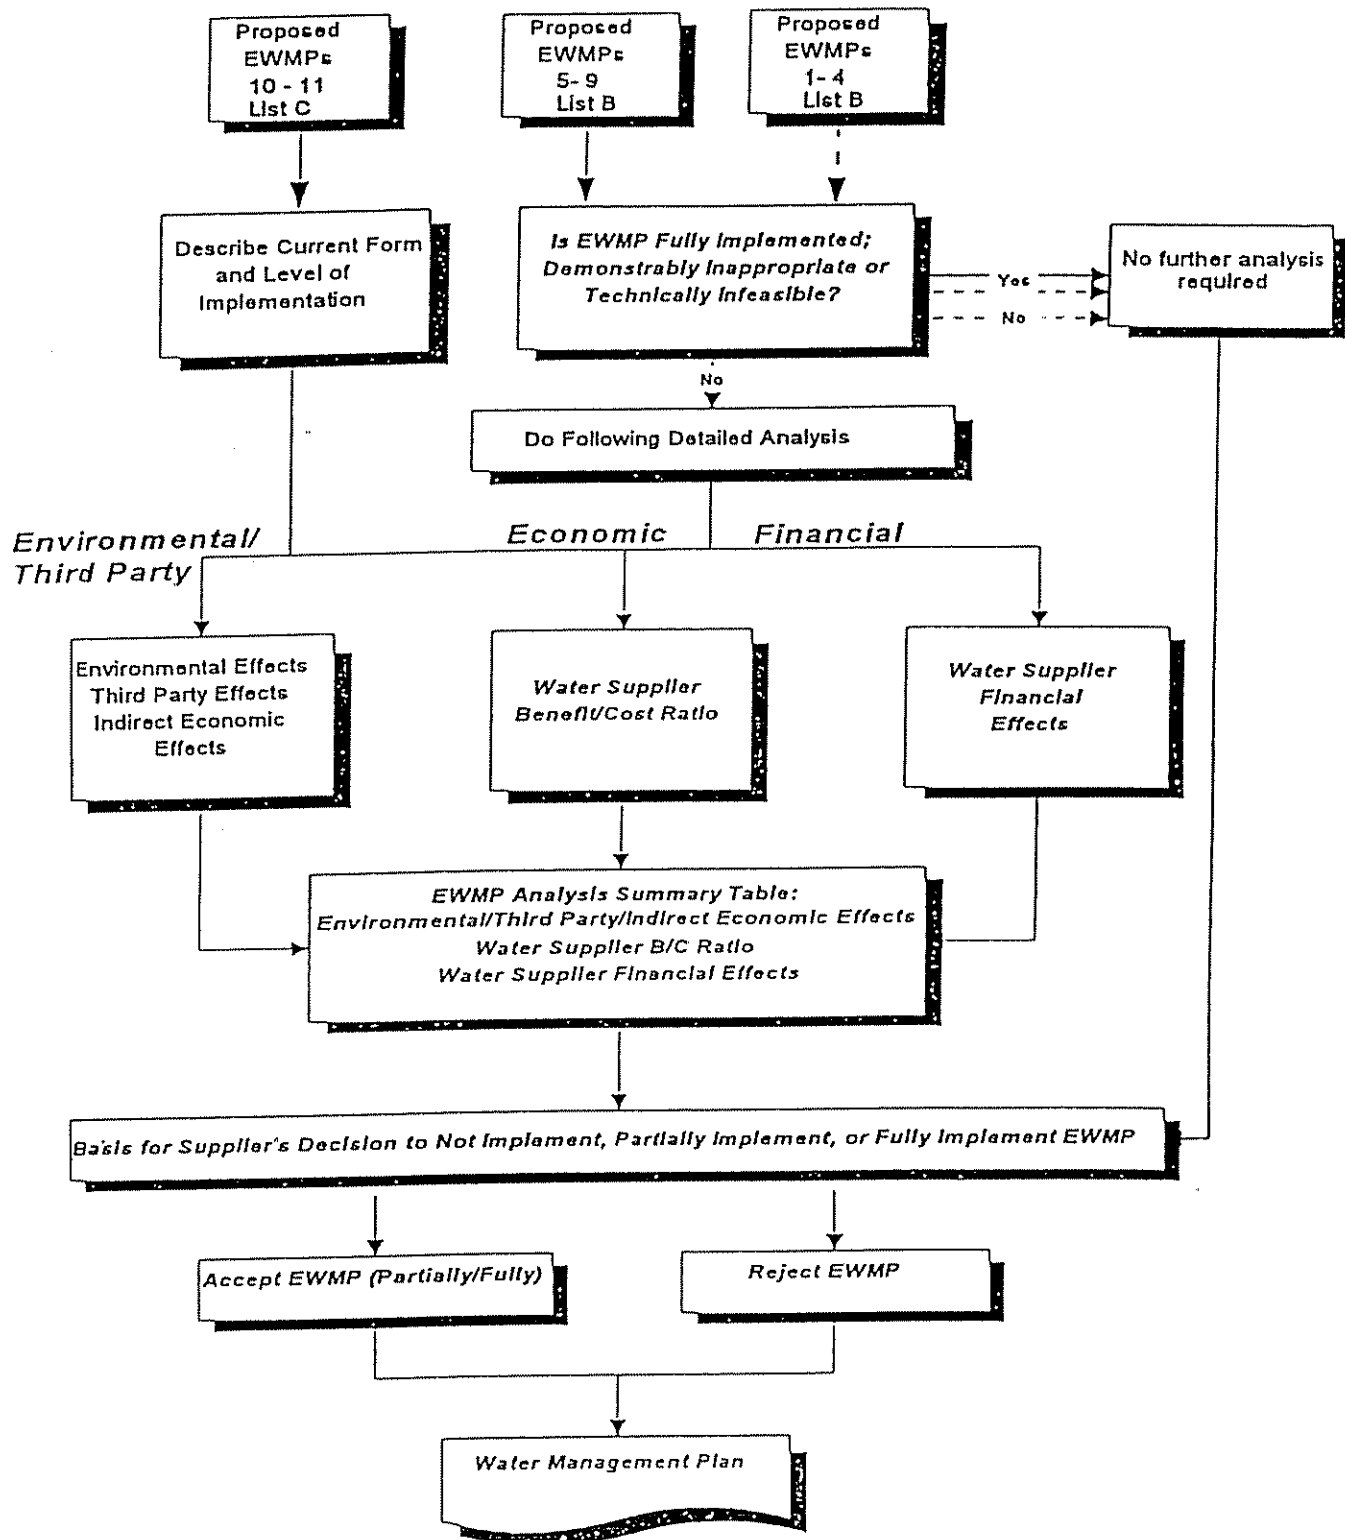 Proposed
EWMPs
10 - 11
List C
Proposed
EWMPs
5- 9
List B
Proposed
EWMPs
1- 4
List B
Describe Current Form
and Level of
Implementation
Is EWMP Fully Implemented;
Demonstrably Inappropriate or
Technically Infeasible?
Yes
No
No further analysis
required
No
Do Following Detailed Analysis
Environmental/
Third Party
Economic
Financial
Environmental Effects
Third Party Effects
Indirect Economic
Effects
Water Supplier
Benefit/Cost Ratio
Water Supplier
Financial
Effects
EWMP Analysis Summary Table:
Environmental/Third Party/Indirect Economic Effects
Water Supplier B/C Ratio
Water Supplier Financial Effects
Basis for Supplier's Decision to Not Implement, Partially Implement, or Fully Implement EWMP
Accept EWMP (Partially/Fully)
Reject EWMP
Water Management Plan